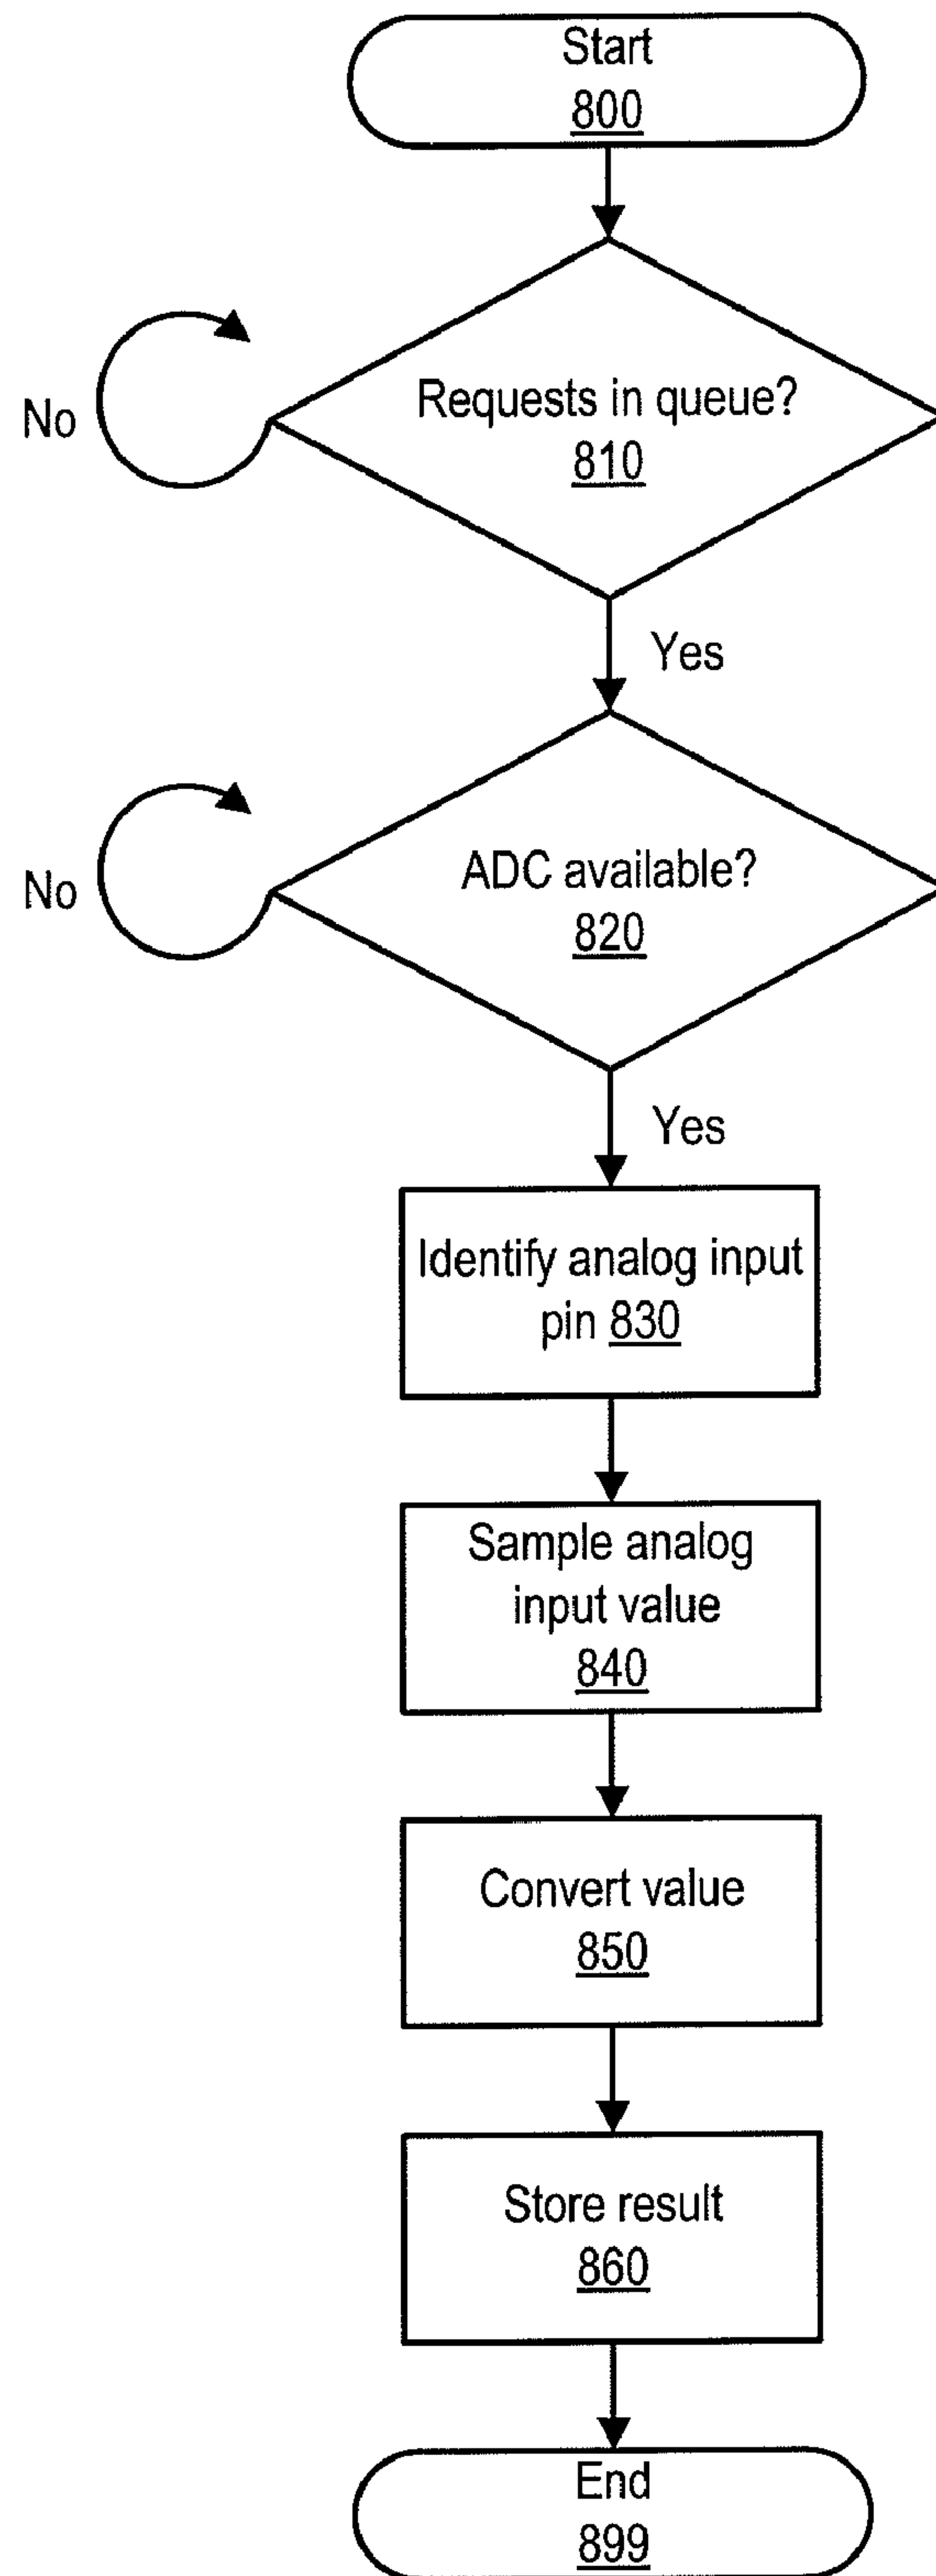 Start
800
Requests in queue?
810
No
Yes
ADC available?
820
No
Yes
Identify analog input
pin 830
Sample analog
input value
840
Convert value
850
Store result
860
End
899